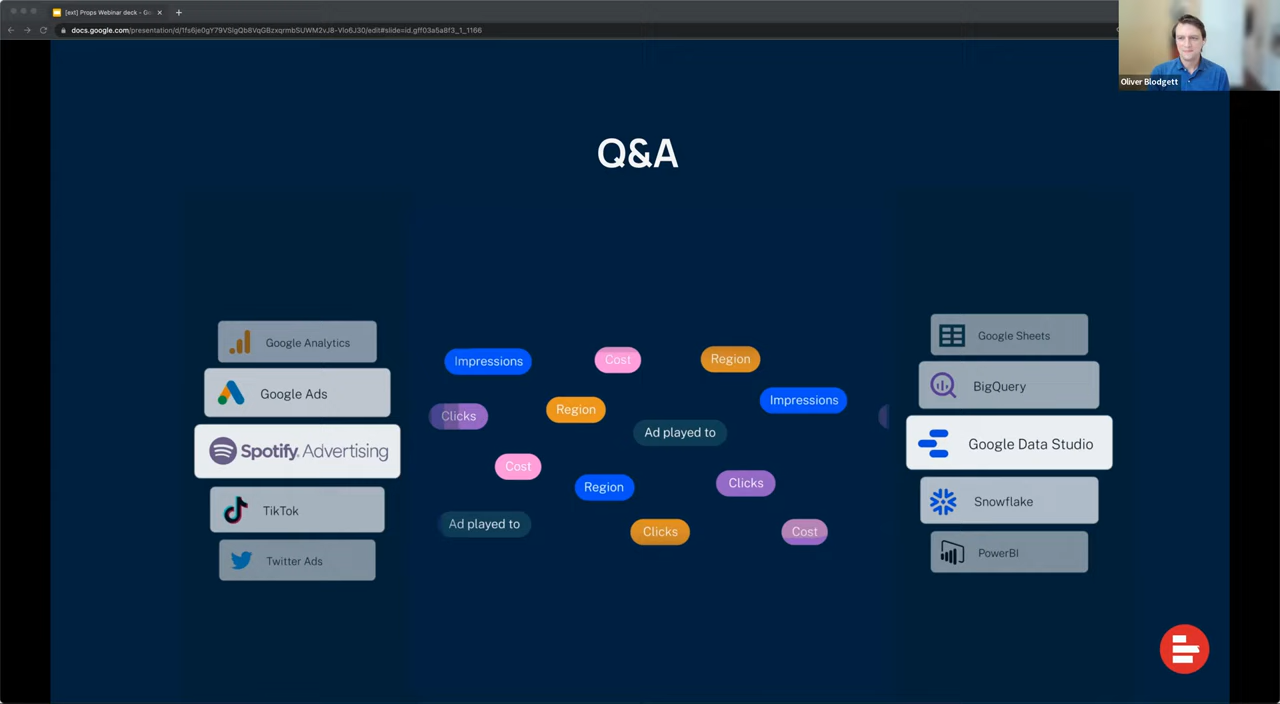 [ext] Props Webinar deck - Go
docs.google.com/presentation/d/1fs6je0gY79VSlgQb8VqGBzxqrmbSUWM2vJ8-Vlo6J30/edit#slide=id.gff03a5a8f3_1_1166
Oliver Blodgett
Q&A
Google Analytics
Google Ads
Spotify Advertising
TikTok
Twitter Ads
Impressions
Cost
Region
Clicks
Region
Impressions
Ad played to
Cost
Region
Clicks
Ad played to
Clicks
Cost
Google Sheets
BigQuery
Google Data Studio
Snowflake
PowerBI